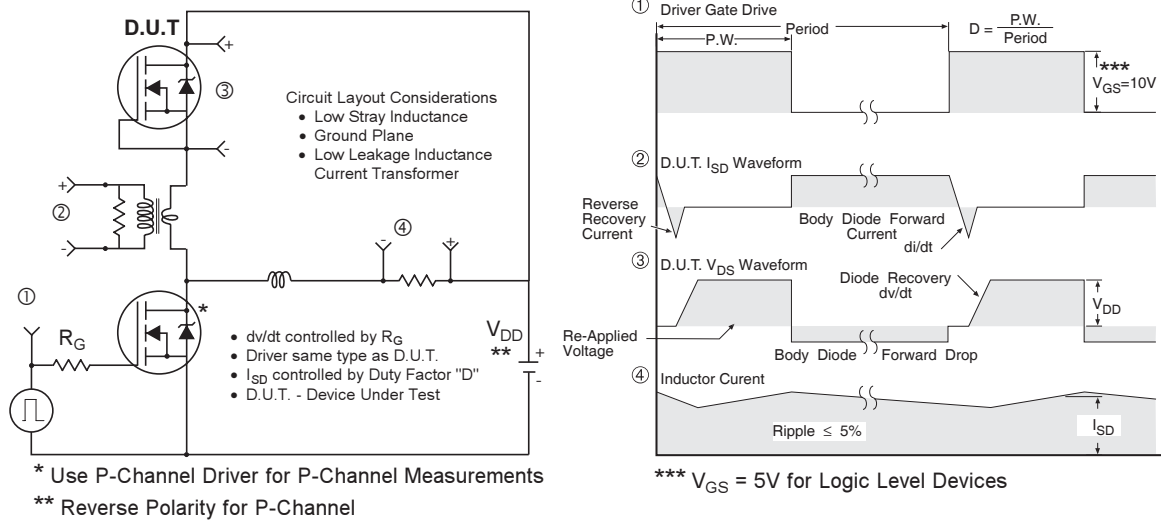 D.U.T
+
③
-
Circuit Layout Considerations
• Low Stray Inductance
• Ground Plane
• Low Leakage Inductance
Current Transformer
+
②
-
④
-
+
①
R_G
*
• dv/dt controlled by R_G
• Driver same type as D.U.T.
• I_SD controlled by Duty Factor "D"
• D.U.T. - Device Under Test
V_DD
**
+
-
* Use P-Channel Driver for P-Channel Measurements
** Reverse Polarity for P-Channel
① Driver Gate Drive
P.W.
Period
D = P.W. / Period
***
V_GS=10V
② D.U.T. I_SD Waveform
Reverse
Recovery
Current
Body Diode Forward
Current
di/dt
③ D.U.T. V_DS Waveform
Diode Recovery
dv/dt
V_DD
Re-Applied
Voltage
Body Diode Forward Drop
④ Inductor Curent
Ripple ≤ 5%
I_SD
*** V_GS = 5V for Logic Level Devices